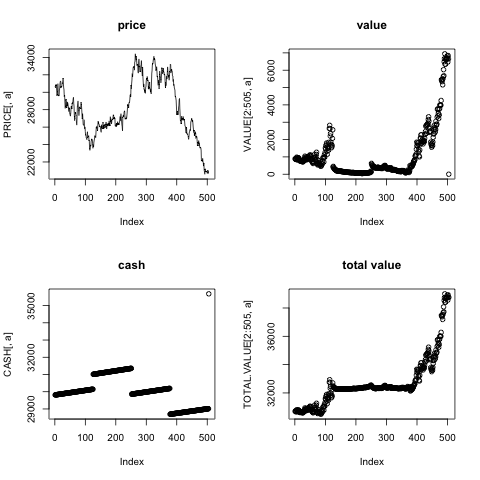 price
PRICE[, a]
22000 28000 34000
0 100 200 300 400 500
Index
value
VALUE[2:505, a]
0 2000 4000 6000
0 100 200 300 400 500
Index
cash
CASH[, a]
29000 32000 35000
0 100 200 300 400 500
Index
total value
TOTAL.VALUE[2:505, a]
32000 36000
0 100 200 300 400 500
Index